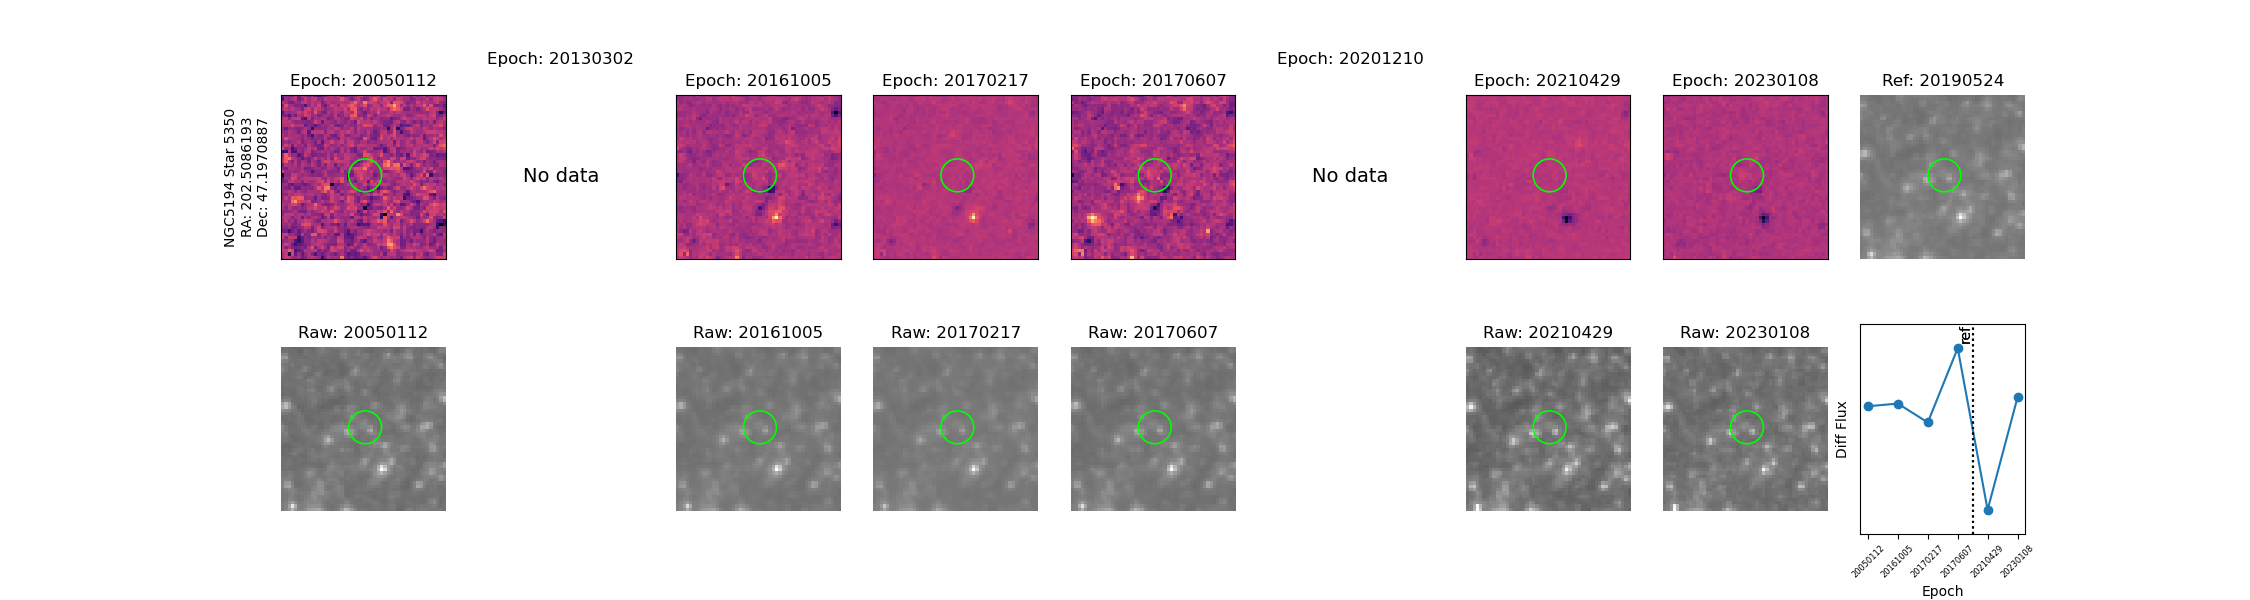 Epoch: 20130302
Epoch: 20201210
Epoch: 20050112
Epoch: 20161005
Epoch: 20170217
Epoch: 20170607
Epoch: 20210429
Epoch: 20230108
Ref: 20190524
NGC5194 Star 5350
RA: 202.5086193
Dec: 47.1970887
No data
No data
Raw: 20050112
Raw: 20161005
Raw: 20170217
Raw: 20170607
Raw: 20210429
Raw: 20230108
ref
Diff Flux
20050112
20161005
20170217
20170607
20210429
20230108
Epoch